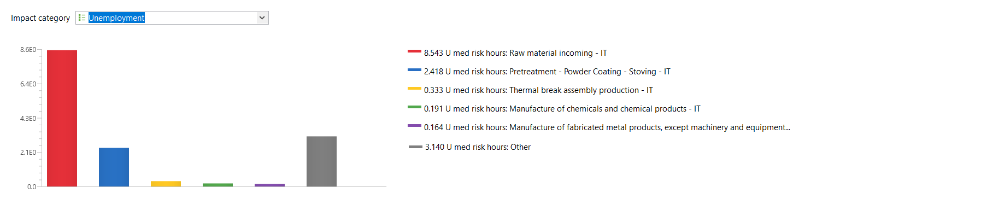 Impact category Unemployment
8.6E0
6.4E0
4.3E0
2.1E0
0.0
8.543 U med risk hours: Raw material incoming - IT
2.418 U med risk hours: Pretreatment - Powder Coating - Stoving - IT
0.333 U med risk hours: Thermal break assembly production - IT
0.191 U med risk hours: Manufacture of chemicals and chemical products - IT
0.164 U med risk hours: Manufacture of fabricated metal products, except machinery and equipment...
3.140 U med risk hours: Other